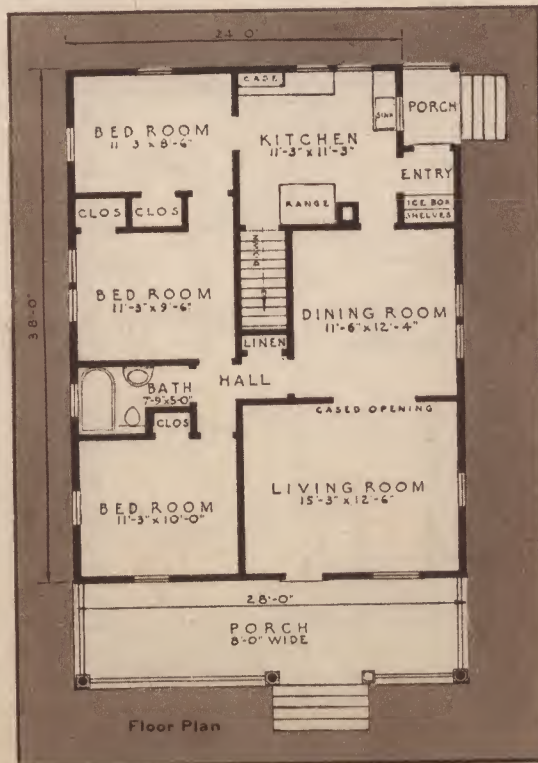 24'-0"
CASE
PORCH
BED ROOM
11'-3" x 8'-6"
KITCHEN
11'-3" x 11'-3"
SINK
ENTRY
RANGE
ICE BOX
SHELVES
CLOS
CLOS
DOWN
38'-0"
BED ROOM
11'-3" x 9'-6"
DINING ROOM
11'-6" x 12'-4"
LINEN
HALL
BATH
7'-9" x 5'-0"
CLOS
CASED OPENING
BED ROOM
11'-3" x 10'-0"
LIVING ROOM
15'-3" x 12'-6"
28'-0"
PORCH
8'-0" WIDE
Floor Plan